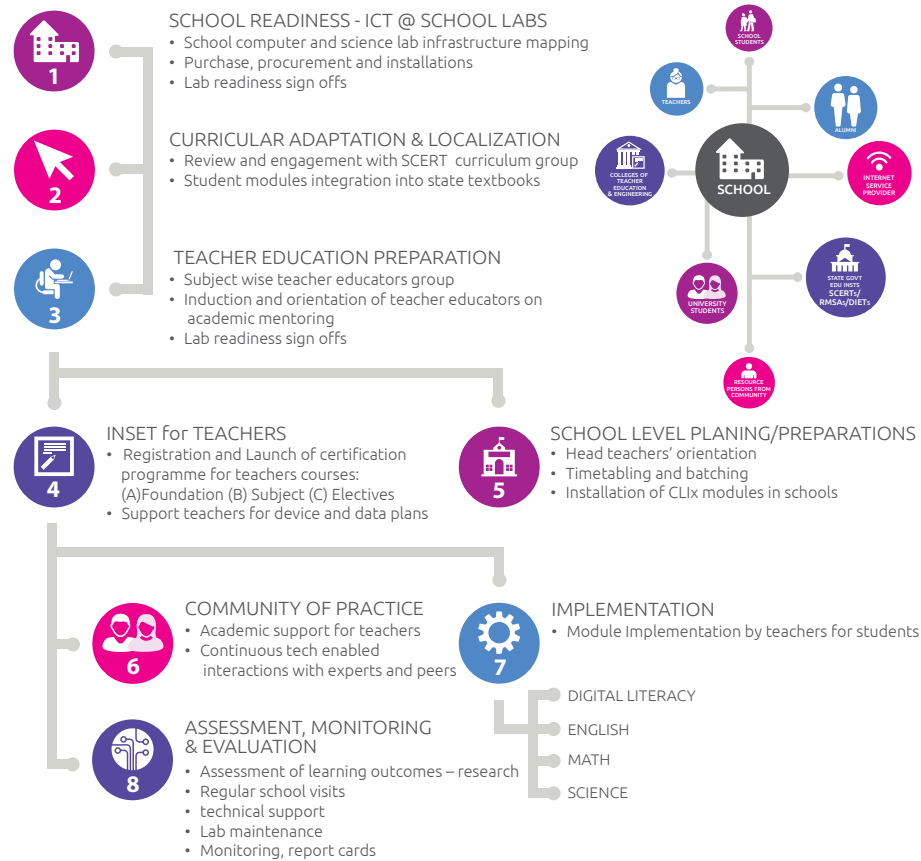 SCHOOL READINESS - ICT @ SCHOOL LABS
• School computer and science lab infrastructure mapping
• Purchase, procurement and installations
• Lab readiness sign offs
1
CURRICULAR ADAPTATION & LOCALIZATION
• Review and engagement with SCERT curriculum group
• Student modules integration into state textbooks
2
TEACHER EDUCATION PREPARATION
• Subject wise teacher educators group
• Induction and orientation of teacher educators on
academic mentoring
• Lab readiness sign offs
3
SCHOOL
STUDENTS
TEACHERS
ALUMNI
COLLEGES OF
TEACHER
EDUCATION
& ENGINEERING
SCHOOL
INTERNET
SERVICE
PROVIDER
UNIVERSITY
STUDENTS
STATE GOVT
EDU INSTS
SCERTs/
RMSAs/DIETs
RESOURCE
PERSONS FROM
COMMUNITY
INSET for TEACHERS
• Registration and Launch of certification
programme for teachers courses:
(A)Foundation (B) Subject (C) Electives
• Support teachers for device and data plans
4
SCHOOL LEVEL PLANING/PREPARATIONS
• Head teachers' orientation
• Timetabling and batching
• Installation of CLIx modules in schools
5
COMMUNITY OF PRACTICE
• Academic support for teachers
• Continuous tech enabled
interactions with experts and peers
6
IMPLEMENTATION
• Module Implementation by teachers for students
7
DIGITAL LITERACY
ENGLISH
MATH
SCIENCE
ASSESSMENT, MONITORING
& EVALUATION
• Assessment of learning outcomes – research
• Regular school visits
• technical support
• Lab maintenance
• Monitoring, report cards
8